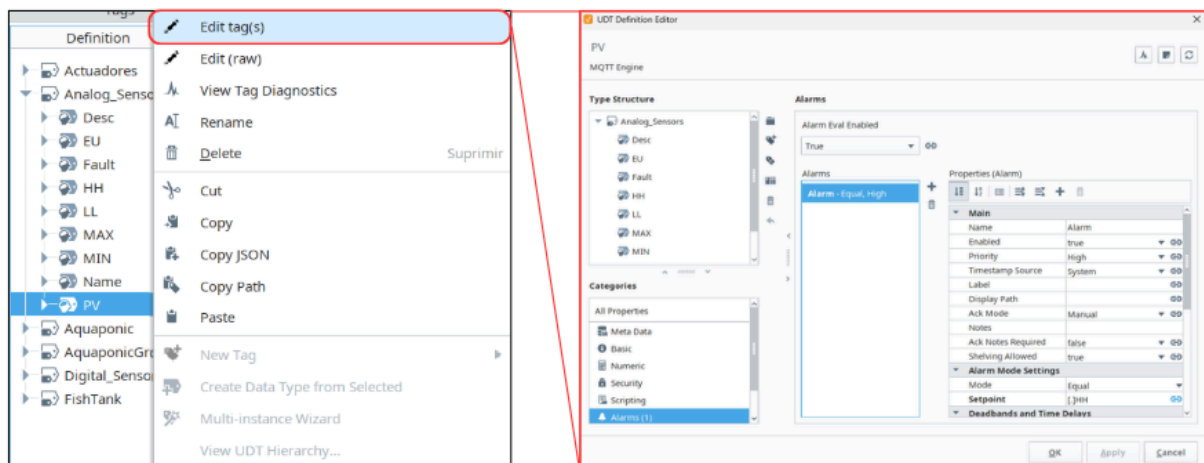 Tags
Definition
Actuadores
Analog_Senso
Desc
EU
Fault
HH
LL
MAX
MIN
Name
PV
Aquaponic
AquaponicGr
Digital_Senso
FishTank
Edit tag(s)
Edit (raw)
View Tag Diagnostics
Rename
Delete Suprimir
Cut
Copy
Copy JSON
Copy Path
Paste
New Tag
Create Data Type from Selected
Multi-instance Wizard
View UDT Hierarchy...
UDT Definition Editor
PV
MQTT Engine
Type Structure
Analog_Sensors
Desc
EU
Fault
HH
LL
MAX
MIN
Categories
All Properties
Meta Data
Basic
Numeric
Security
Scripting
Alarms (1)
Alarms
Alarm Eval Enabled
True
Alarms
Alarm - Equal, High
Properties (Alarm)
Main
Name Alarm
Enabled true
Priority High
Timestamp Source System
Label
Display Path
Ack Mode Manual
Notes
Ack Notes Required false
Shelving Allowed true
Alarm Mode Settings
Mode Equal
Setpoint [.]HH
Deadbands and Time Delays
OK Apply Cancel